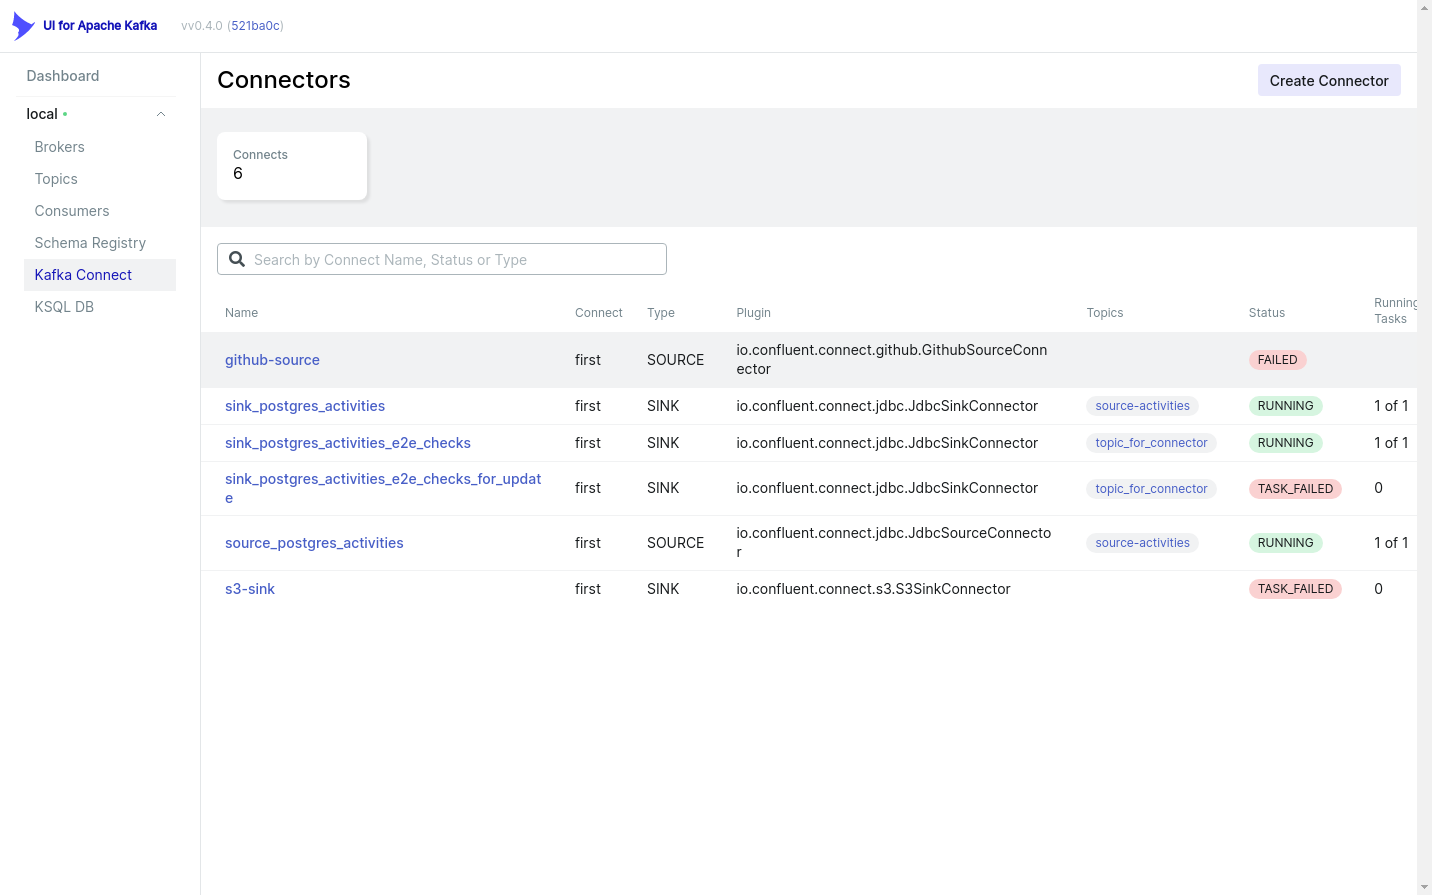 UI for Apache Kafka vv0.4.0 (521ba0c)
Dashboard
local
Brokers
Topics
Consumers
Schema Registry
Kafka Connect
KSQL DB
Connectors
Create Connector
Connects
6
Search by Connect Name, Status or Type
Name Connect Type Plugin Topics Status Running
Tasks
github-source first SOURCE io.confluent.connect.github.GithubSourceConn
ector FAILED
sink_postgres_activities first SINK io.confluent.connect.jdbc.JdbcSinkConnector source-activities RUNNING 1 of 1
sink_postgres_activities_e2e_checks first SINK io.confluent.connect.jdbc.JdbcSinkConnector topic_for_connector RUNNING 1 of 1
sink_postgres_activities_e2e_checks_for_updat
e first SINK io.confluent.connect.jdbc.JdbcSinkConnector topic_for_connector TASK_FAILED 0
source_postgres_activities first SOURCE io.confluent.connect.jdbc.JdbcSourceConnecto
r source-activities RUNNING 1 of 1
s3-sink first SINK io.confluent.connect.s3.S3SinkConnector TASK_FAILED 0